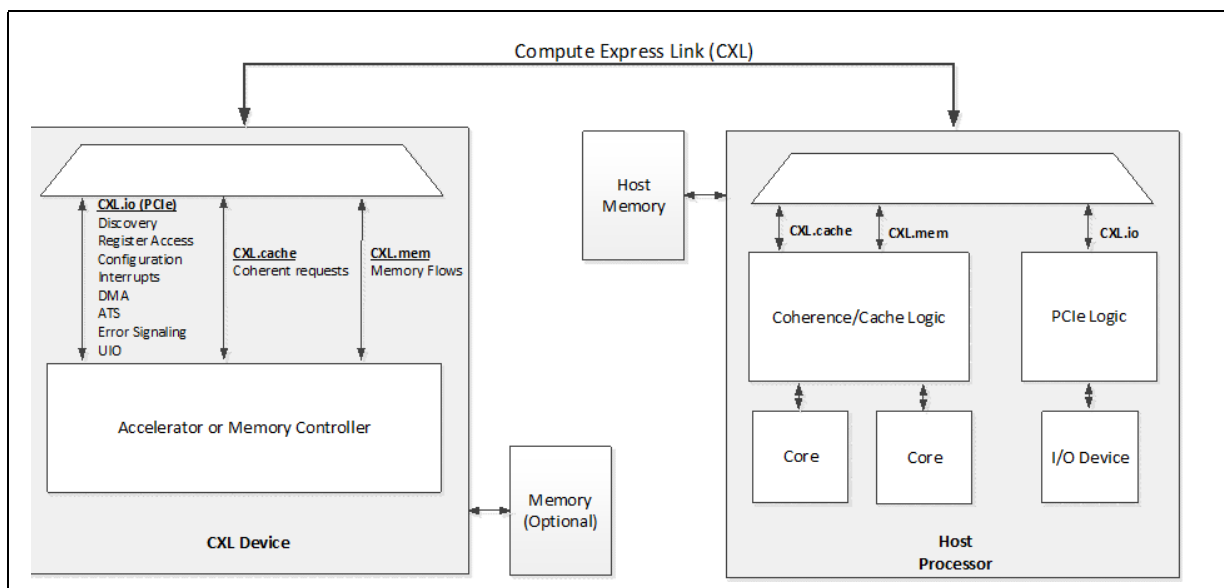 Compute Express Link (CXL)
CXL.io (PCIe)
Discovery
Register Access
Configuration
Interrupts
DMA
ATS
Error Signaling
UIO
CXL.cache
Coherent requests
CXL.mem
Memory Flows
Accelerator or Memory Controller
CXL Device
Memory
(Optional)
Host
Memory
CXL.cache
CXL.mem
CXL.io
Coherence/Cache Logic
PCIe Logic
Core
Core
I/O Device
Host
Processor